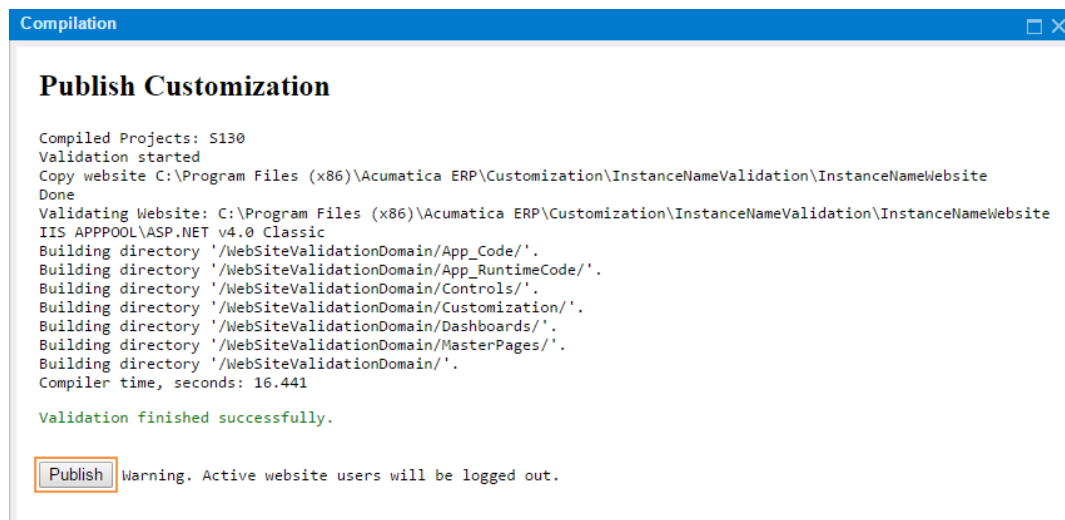 Compilation
Publish Customization
Compiled Projects: S130
Validation started
Copy website C:\Program Files (x86)\Acumatica ERP\Customization\InstanceNameValidation\InstanceNameWebsite
Done
Validating Website: C:\Program Files (x86)\Acumatica ERP\Customization\InstanceNameValidation\InstanceNameWebsite
IIS APPPOOL\ASP.NET v4.0 Classic
Building directory '/WebSiteValidationDomain/App_Code/'.
Building directory '/WebSiteValidationDomain/App_RuntimeCode/'.
Building directory '/WebSiteValidationDomain/Controls/'.
Building directory '/WebSiteValidationDomain/Customization/'.
Building directory '/WebSiteValidationDomain/Dashboards/'.
Building directory '/WebSiteValidationDomain/MasterPages/'.
Building directory '/WebSiteValidationDomain/'.
Compiler time, seconds: 16.441
Validation finished successfully.
Publish Warning. Active website users will be logged out.